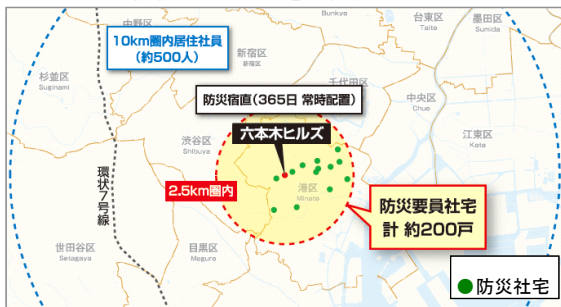 中野区
Bunkyo
台東区
Taito
墨田区
Sumida
10km圏内居住社員
(約500人)
新宿区
新宿区
杉並区
Suginami
千代田区
防災宿直(365日 常時配置)
中央区
Chuo
六本木ヒルズ
江東区
Koto
渋谷区
Shibuya
環状7号線
2.5km圏内
港区
Minato
防災要員社宅
計 約200戸
世田谷区
Setagaya
目黒区
Meguro
防災社宅